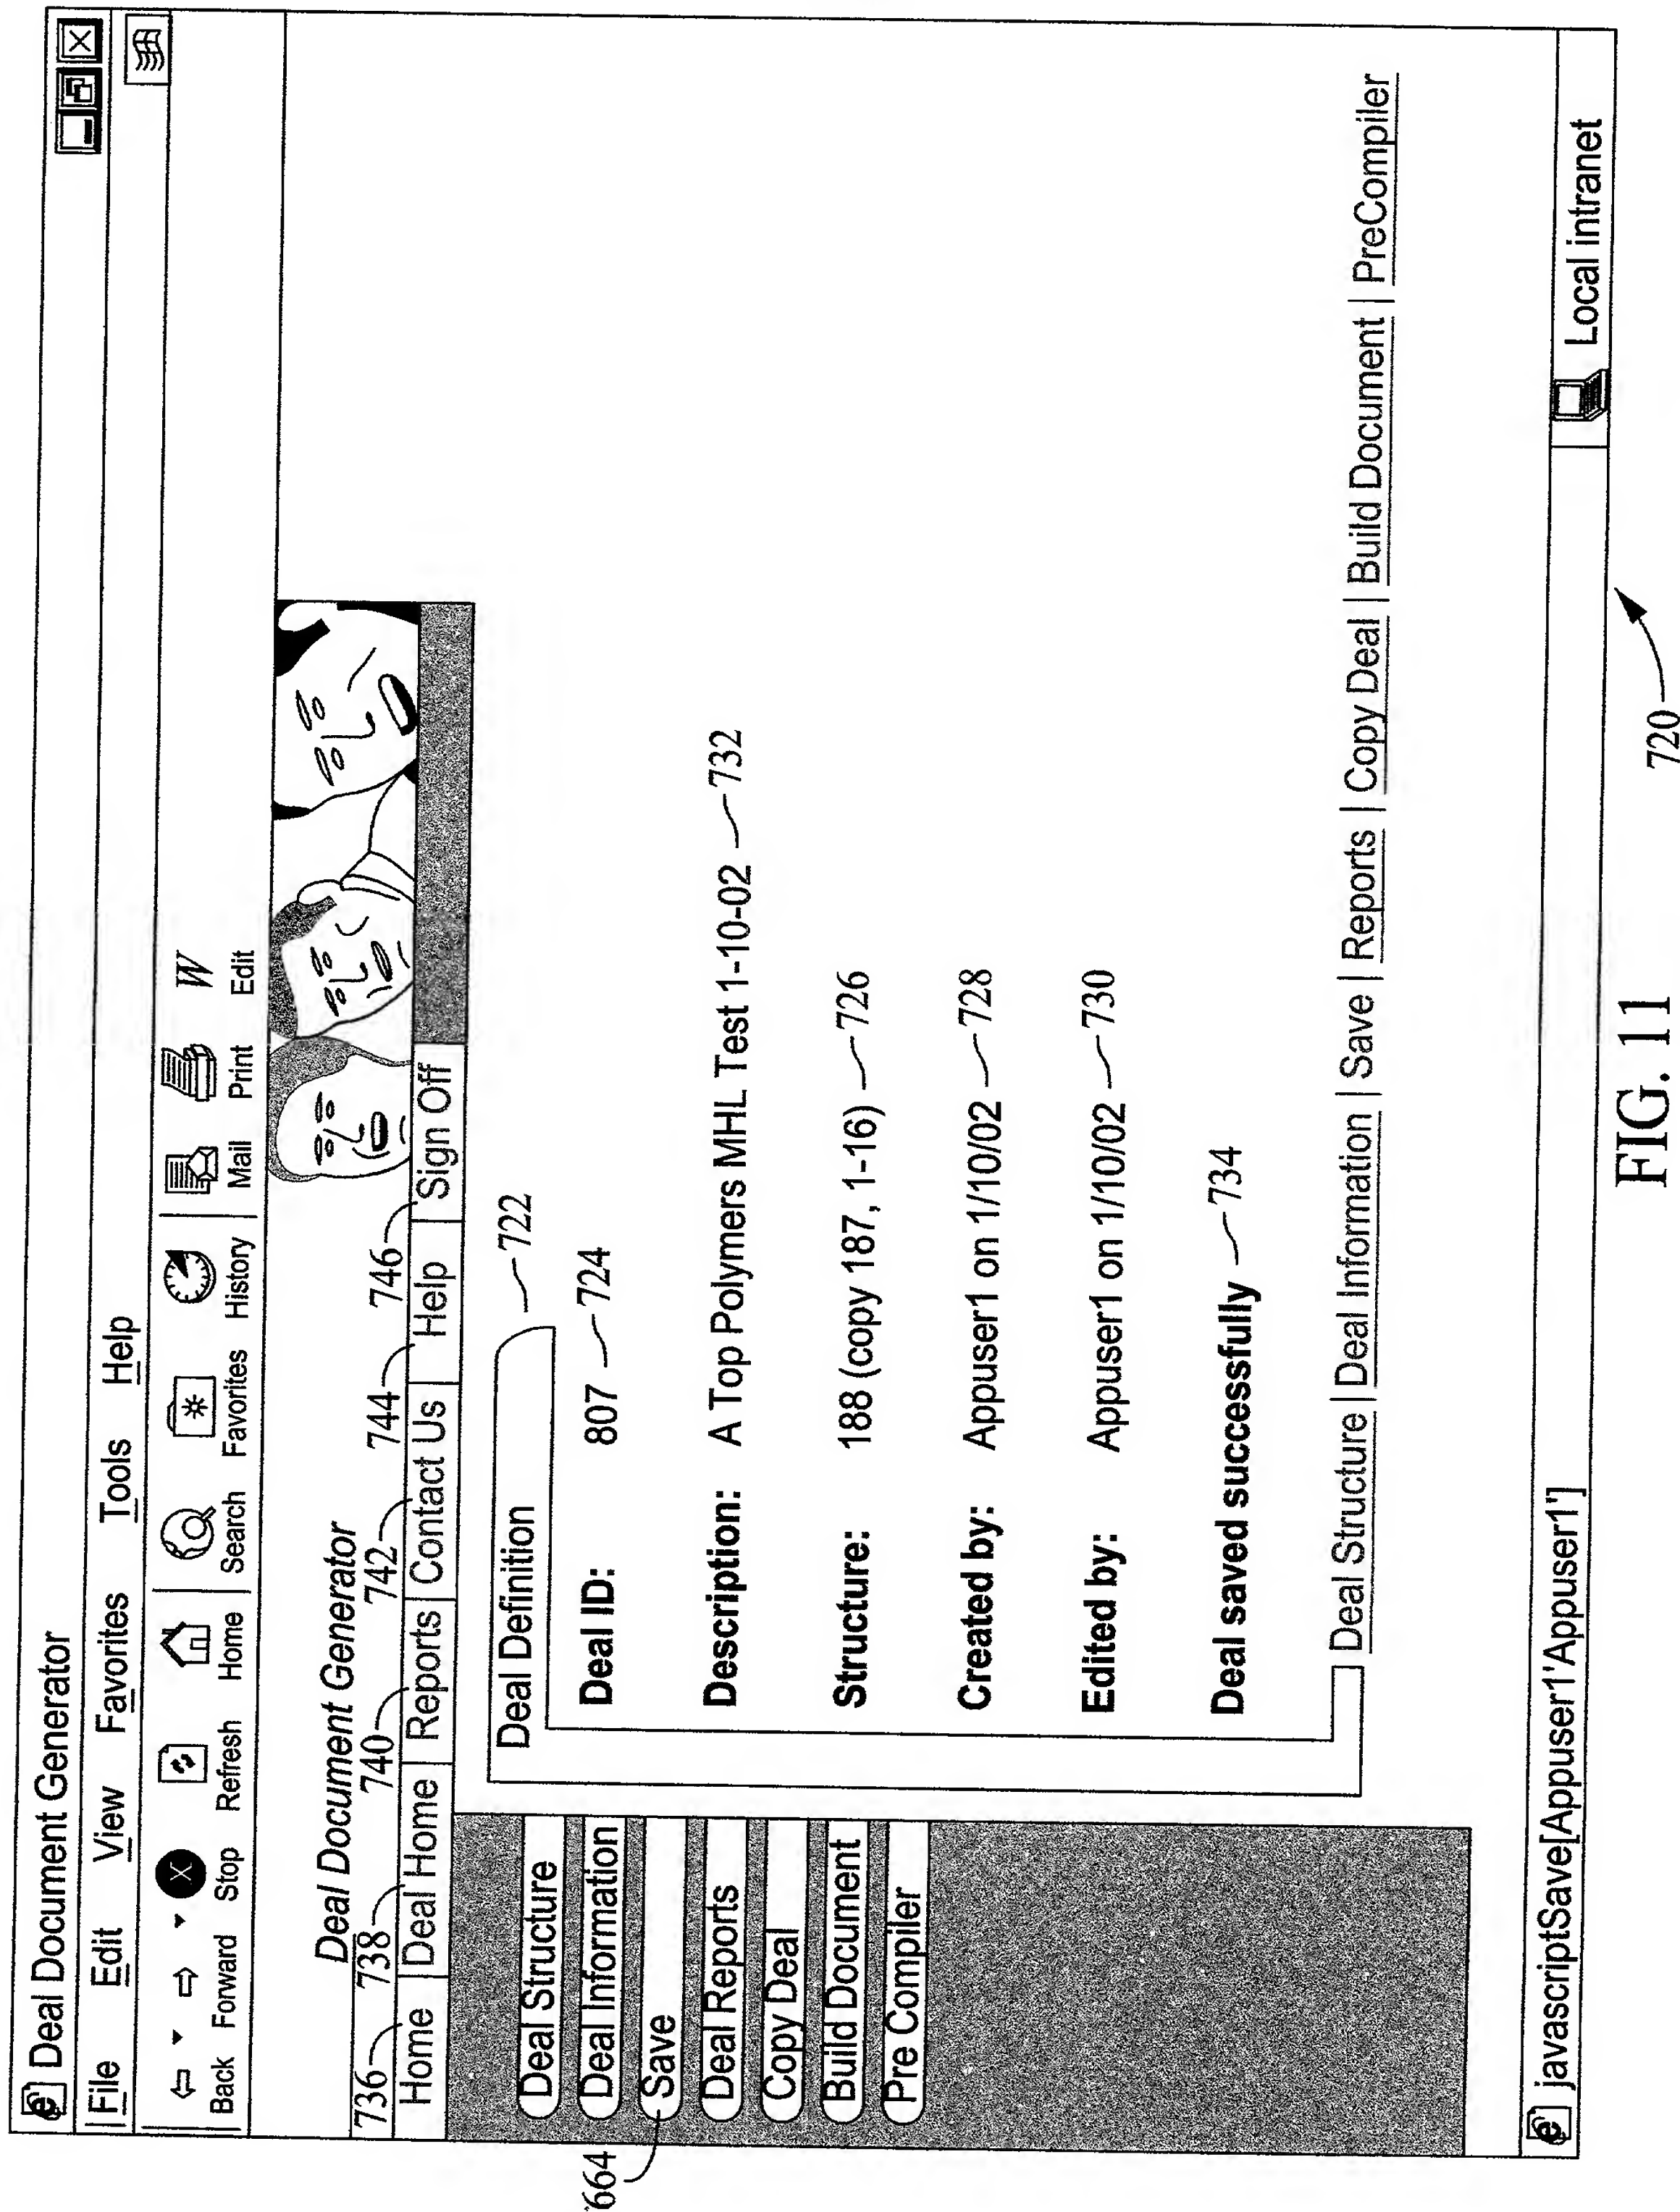 Deal Document Generator
File Edit View Favorites Tools Help
Back Forward Stop Refresh Home Search Favorites History Mail Print Edit
W
Deal Document Generator
736 738 740 742 744 746
Home Deal Home Reports Contact Us Help Sign Off
Deal Structure
Deal Information
Save
664
Deal Reports
Copy Deal
Build Document
Pre Compiler
Deal Definition 722
Deal ID: 807 724
Description: A Top Polymers MHL Test 1-10-02 732
Structure: 188 (copy 187, 1-16) 726
Created by: Appuser1 on 1/10/02 728
Edited by: Appuser1 on 1/10/02 730
Deal saved successfully 734
Deal Structure | Deal Information | Save | Reports | Copy Deal | Build Document | PreCompiler
javascriptSave[Appuser1'Appuser1'] Local intranet
720
FIG. 11